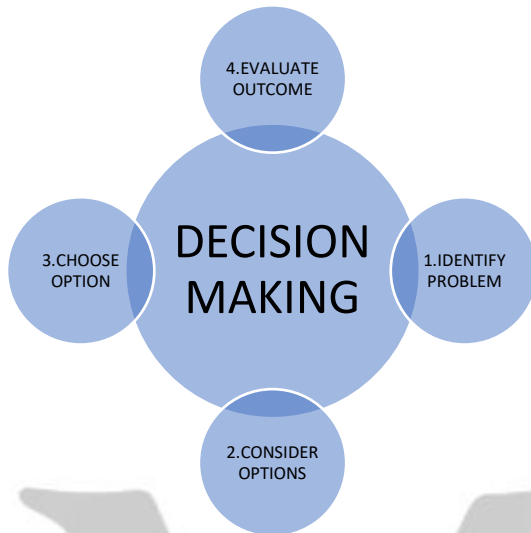 4.EVALUATE
OUTCOME
DECISION
MAKING
3.CHOOSE
OPTION
1.IDENTIFY
PROBLEM
2.CONSIDER
OPTIONS